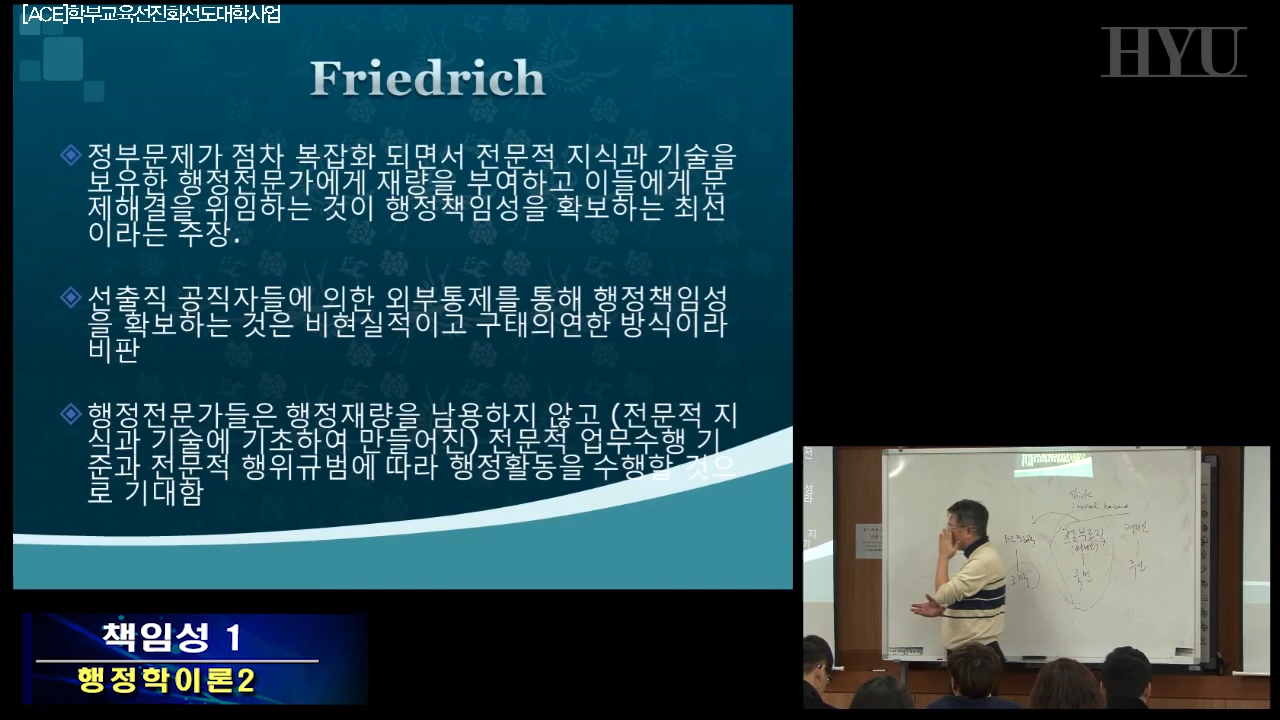 [ACE]학부교육선진화선도대학사업
HYU
Friedrich
정부문제가 점차 복잡화 되면서 전문적 지식과 기술을
보유한 행정전문가에게 재량을 부여하고 이들에게 문
제해결을 위임하는 것이 행정책임성을 확보하는 최선
이라는 주장.
선출직 공직자들에 의한 외부통제를 통해 행정책임성
을 확보하는 것은 비현실적이고 구태의연한 방식이라
비판
행정전문가들은 행정재량을 남용하지 않고 (전문적 지
식과 기술에 기초하여 만들어진) 전문적 업무수행 기
준과 전문적 행위규범에 따라 행정활동을 수행할 것으
로 기대함
정부조직
국민
대리인
주인
책임성 1
행정학이론2